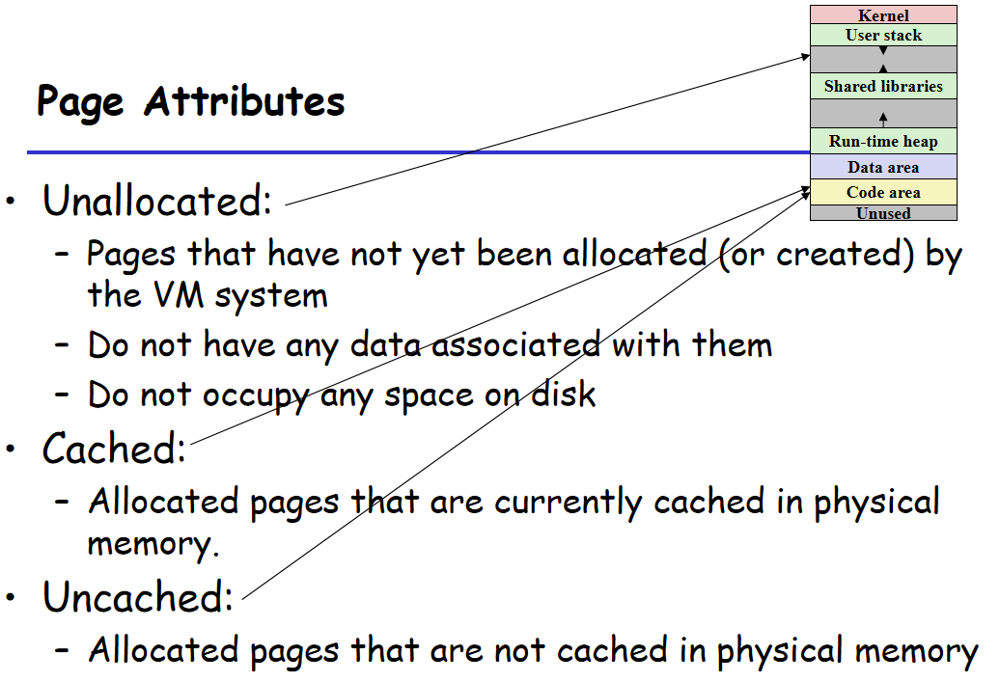 Kernel
User stack
Shared libraries
Run-time heap
Data area
Code area
Unused
Page Attributes
• Unallocated:
– Pages that have not yet been allocated (or created) by
the VM system
– Do not have any data associated with them
– Do not occupy any space on disk
• Cached:
– Allocated pages that are currently cached in physical
memory.
• Uncached:
– Allocated pages that are not cached in physical memory